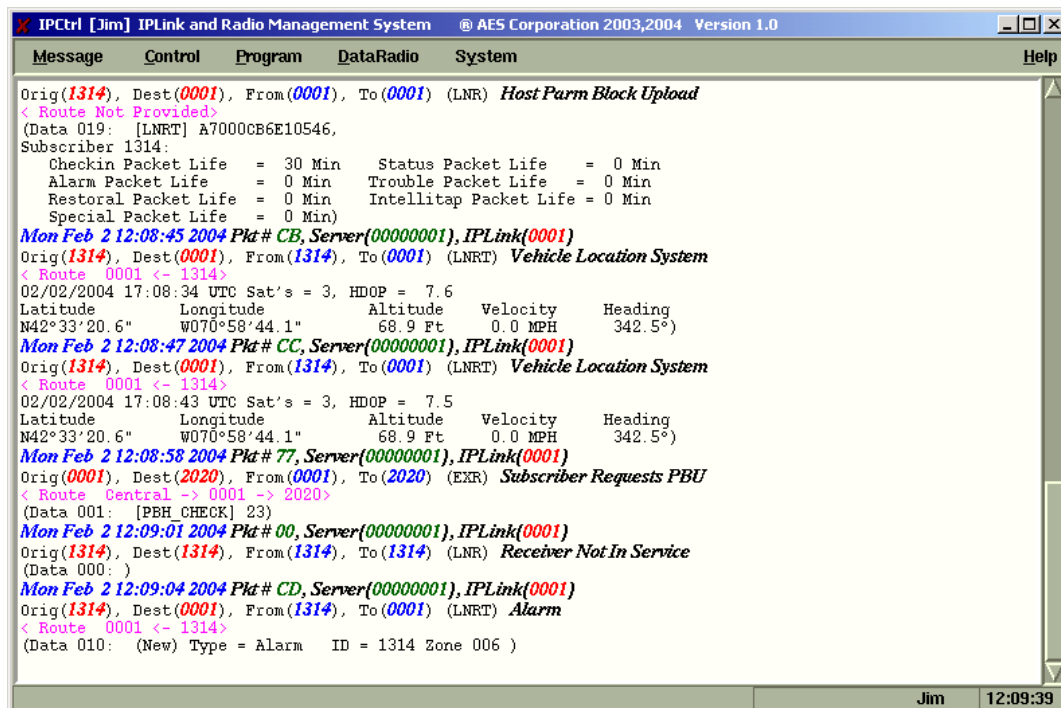 IPCtrl [Jim] IPLink and Radio Management System ® AES Corporation 2003,2004 Version 1.0
Message Control Program DataRadio System Help
Orig(1314), Dest(0001), From(0001), To(0001) (LNR) Host Parm Block Upload
< Route Not Provided>
(Data 019: [LNRT] A7000CB6E10546,
Subscriber 1314:
Checkin Packet Life = 30 Min Status Packet Life = 0 Min
Alarm Packet Life = 0 Min Trouble Packet Life = 0 Min
Restoral Packet Life = 0 Min Intellitap Packet Life = 0 Min
Special Packet Life = 0 Min)
Mon Feb 2 12:08:45 2004 Pkt# CB, Server{00000001}, IPLink{0001}
Orig(1314), Dest(0001), From(1314), To(0001) (LNRT) Vehicle Location System
< Route 0001 <- 1314>
02/02/2004 17:08:34 UTC Sat's = 3, HDOP = 7.6
Latitude Longitude Altitude Velocity Heading
N42°33'20.6" W070°58'44.1" 68.9 Ft 0.0 MPH 342.5°)
Mon Feb 2 12:08:47 2004 Pkt# CC, Server{00000001}, IPLink{0001}
Orig(1314), Dest(0001), From(1314), To(0001) (LNRT) Vehicle Location System
< Route 0001 <- 1314>
02/02/2004 17:08:43 UTC Sat's = 3, HDOP = 7.5
Latitude Longitude Altitude Velocity Heading
N42°33'20.6" W070°58'44.1" 68.9 Ft 0.0 MPH 342.5°)
Mon Feb 2 12:08:58 2004 Pkt# 77, Server{00000001}, IPLink{0001}
Orig(0001), Dest(2020), From(0001), To(2020) (EXR) Subscriber Requests PBU
< Route Central -> 0001 -> 2020>
(Data 001: [PBH_CHECK] 23)
Mon Feb 2 12:09:01 2004 Pkt# 00, Server{00000001}, IPLink{0001}
Orig(1314), Dest(1314), From(1314), To(1314) (LNR) Receiver Not In Service
(Data 000: )
Mon Feb 2 12:09:04 2004 Pkt# CD, Server{00000001}, IPLink{0001}
Orig(1314), Dest(0001), From(1314), To(0001) (LNRT) Alarm
< Route 0001 <- 1314>
(Data 010: (New) Type = Alarm ID = 1314 Zone 006 )
Jim 12:09:39